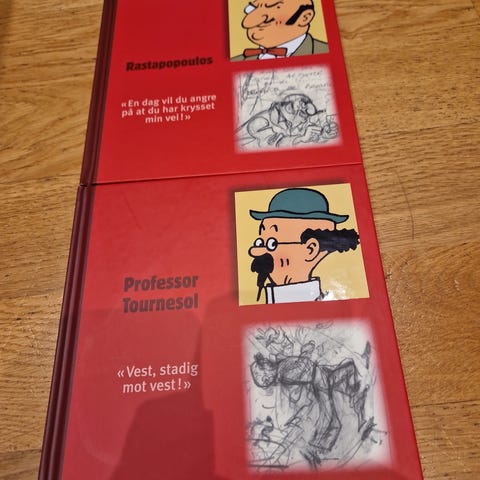 Rastapopoulos
« En dag vil du angre
på at du har krysset
min vei ! »
Professor
Tournesol
« Vest, stadig
mot vest ! »